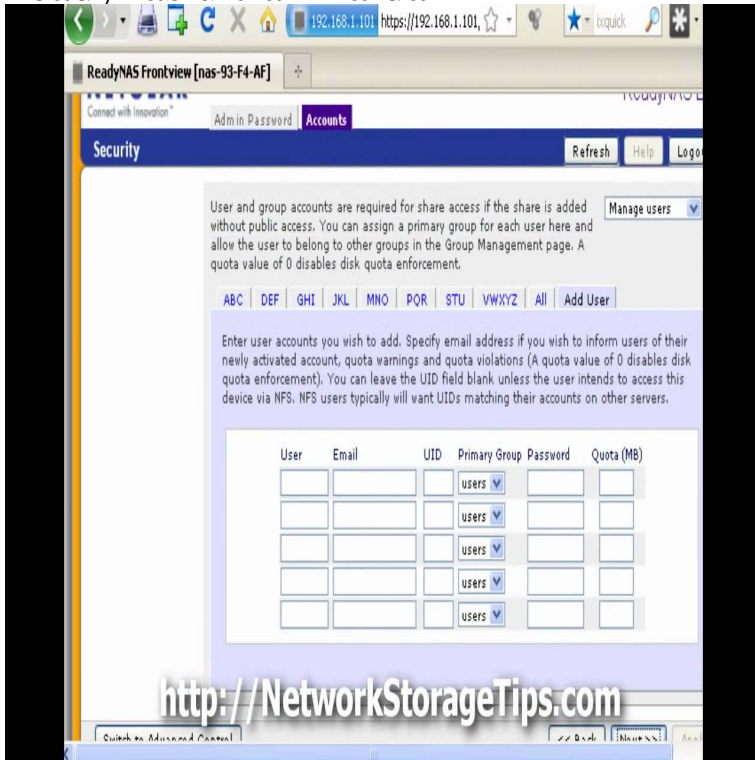 192.168.1.101 https://192.168.1.101, ixquick
ReadyNAS Frontview [nas-93-F4-AF]
Connect with Innovation™
Admin Password Accounts
Security Refresh Help
User and group accounts are required for share access if the share is added
without public access. You can assign a primary group for each user here and
allow the user to belong to other groups in the Group Management page. A
quota value of 0 disables disk quota enforcement.
Manage users
ABC DEF GHI JKL MNO PQR STU VWXYZ All Add User
Enter user accounts you wish to add. Specify email address if you wish to inform users of their
newly activated account, quota warnings and quota violations (A quota value of 0 disables disk
quota enforcement). You can leave the UID field blank unless the user intends to access this
device via NFS. NFS users typically will want UIDs matching their accounts on other servers.
User Email UID Primary Group Password Quota (MB)
users
users
users
users
users
http://NetworkStorageTips.com
Switch to Advanced Control << Back Next >>